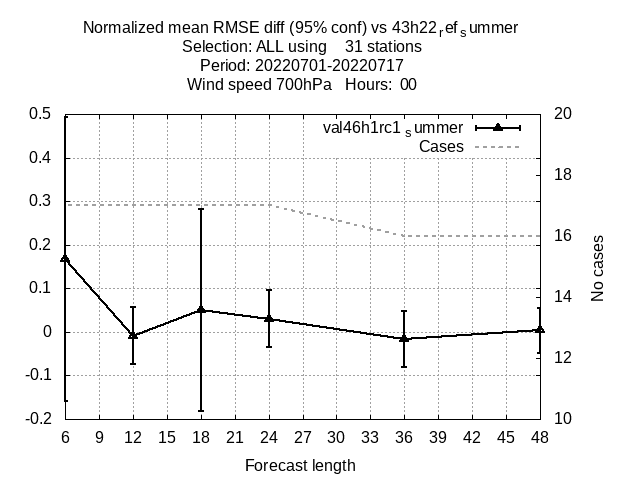 Normalized mean RMSE diff (95% conf) vs 43h22refsummer
Selection: ALL using 31 stations
Period: 20220701-20220717
Wind speed 700hPa Hours: 00
val46h1rc1summer
Cases
0.5
0.4
0.3
0.2
0.1
0
-0.1
-0.2
20
18
16
14
12
10
No cases
6 9 12 15 18 21 24 27 30 33 36 39 42 45 48
Forecast length